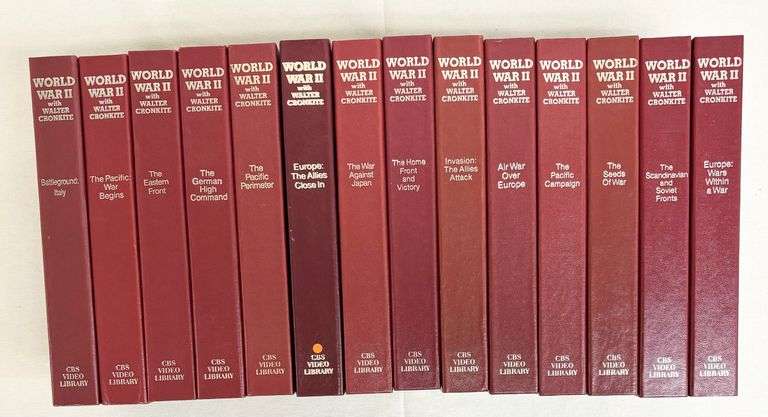 WORLD
WAR II
with
WALTER
CRONKITE
Battleground:
Italy
CBS
VIDEO
LIBRARY
WORLD
WAR II
with
WALTER
CRONKITE
The Pacific:
War
Begins
CBS
VIDEO
LIBRARY
WORLD
WAR II
with
WALTER
CRONKITE
The
Eastern
Front
CBS
VIDEO
LIBRARY
WORLD
WAR II
with
WALTER
CRONKITE
The
German
High
Command
CBS
VIDEO
LIBRARY
WORLD
WAR II
with
WALTER
CRONKITE
The
Pacific
Perimeter
CBS
VIDEO
LIBRARY
WORLD
WAR II
with
WALTER
CRONKITE
Europe:
The Allies
Close In
CBS
VIDEO
LIBRARY
WORLD
WAR II
with
WALTER
CRONKITE
The War
Against
Japan
CBS
VIDEO
LIBRARY
WORLD
WAR II
with
WALTER
CRONKITE
The Home
Front
and
Victory
CBS
VIDEO
LIBRARY
WORLD
WAR II
with
WALTER
CRONKITE
Invasion:
The Allies
Attack
CBS
VIDEO
LIBRARY
WORLD
WAR II
with
WALTER
CRONKITE
Air War
Over
Europe
CBS
VIDEO
LIBRARY
WORLD
WAR II
with
WALTER
CRONKITE
The
Pacific
Campaign
CBS
VIDEO
LIBRARY
WORLD
WAR II
with
WALTER
CRONKITE
The
Seeds
Of War
CBS
VIDEO
LIBRARY
WORLD
WAR II
with
WALTER
CRONKITE
The
Scandinavian
and
Soviet
Fronts
CBS
VIDEO
LIBRARY
WORLD
WAR II
with
WALTER
CRONKITE
Europe:
Wars
Within
a War
CBS
VIDEO
LIBRARY